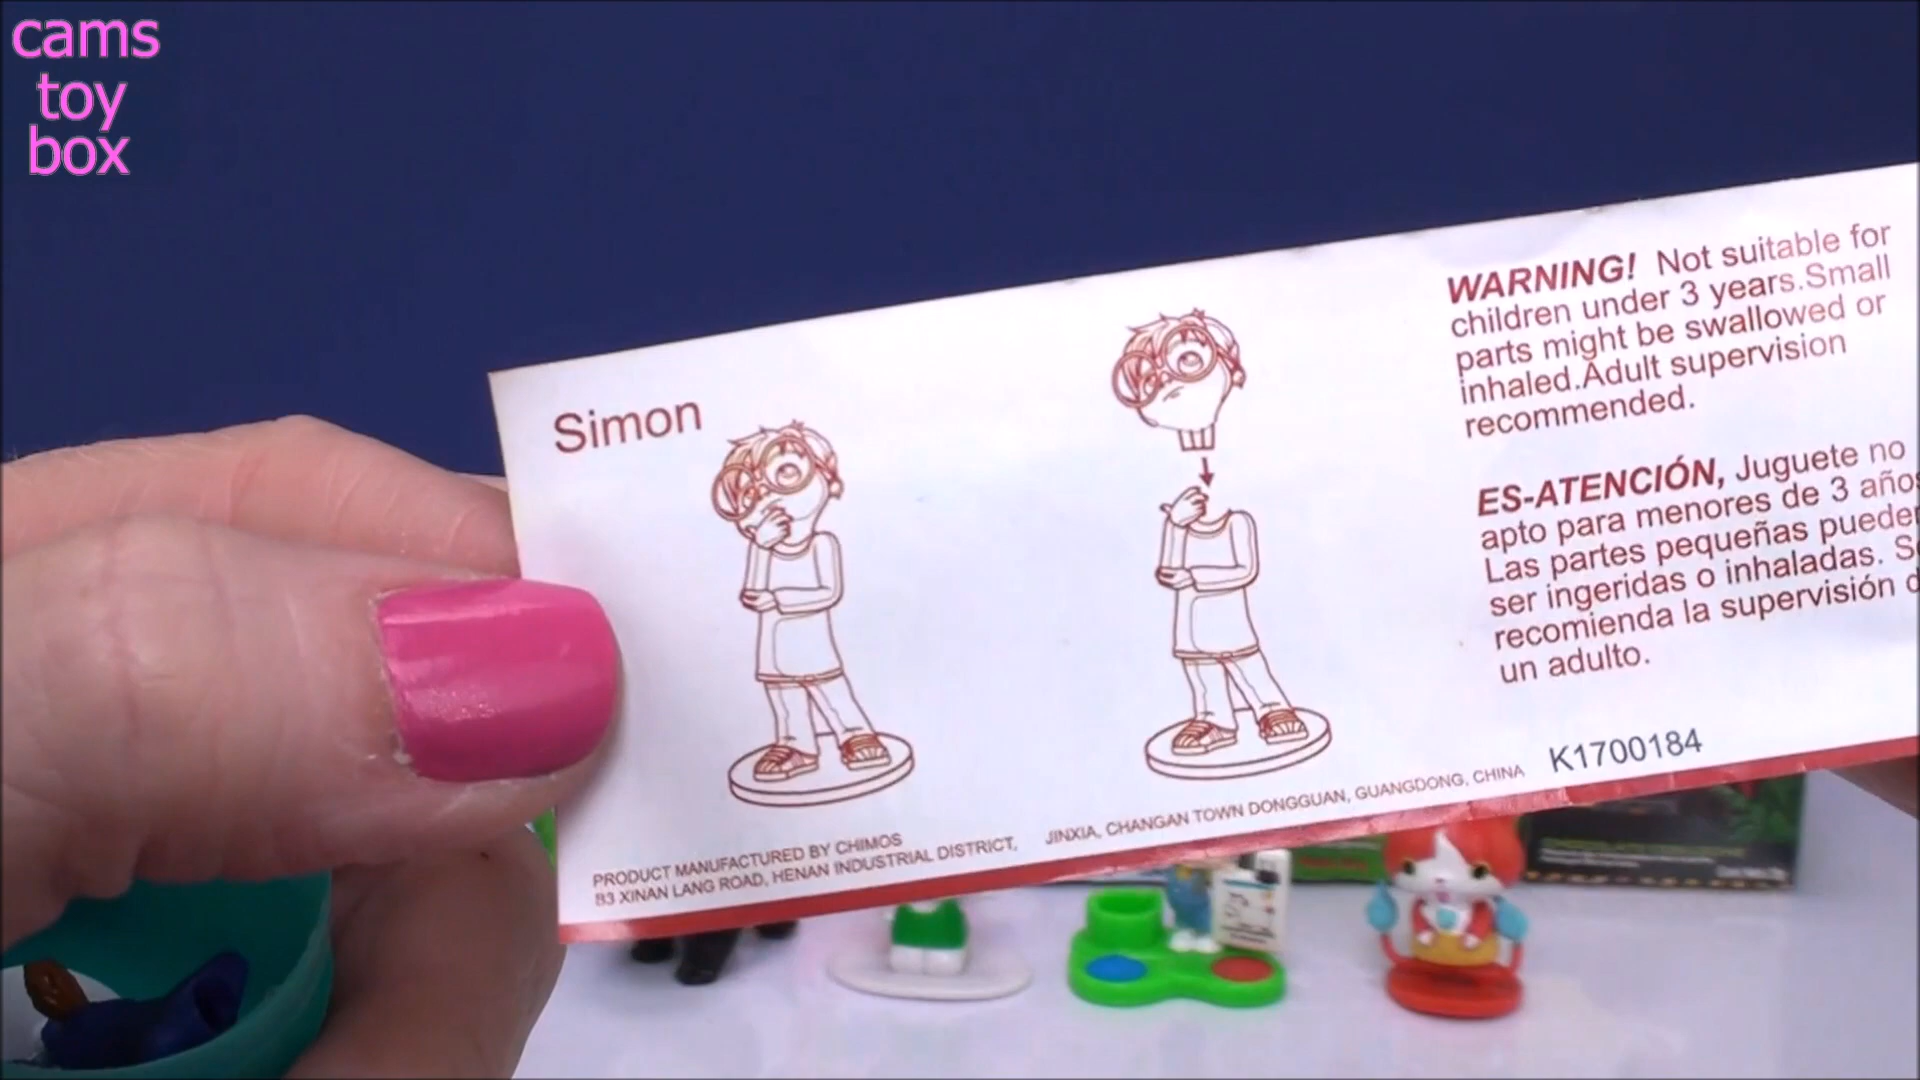 cams
toy
box
Simon
WARNING! Not suitable for
children under 3 years.Small
parts might be swallowed or
inhaled.Adult supervision
recommended.
ES-ATENCIÓN, Juguete no
apto para menores de 3 años
Las partes pequeñas pueden
ser ingeridas o inhaladas.
recomienda la supervisión
un adulto.
K1700184
PRODUCT MANUFACTURED BY CHIMOS
B3 XINAN LANG ROAD, HENAN INDUSTRIAL DISTRICT,
JINXIA, CHANGAN TOWN DONGGUAN, GUANGDONG, CHINA